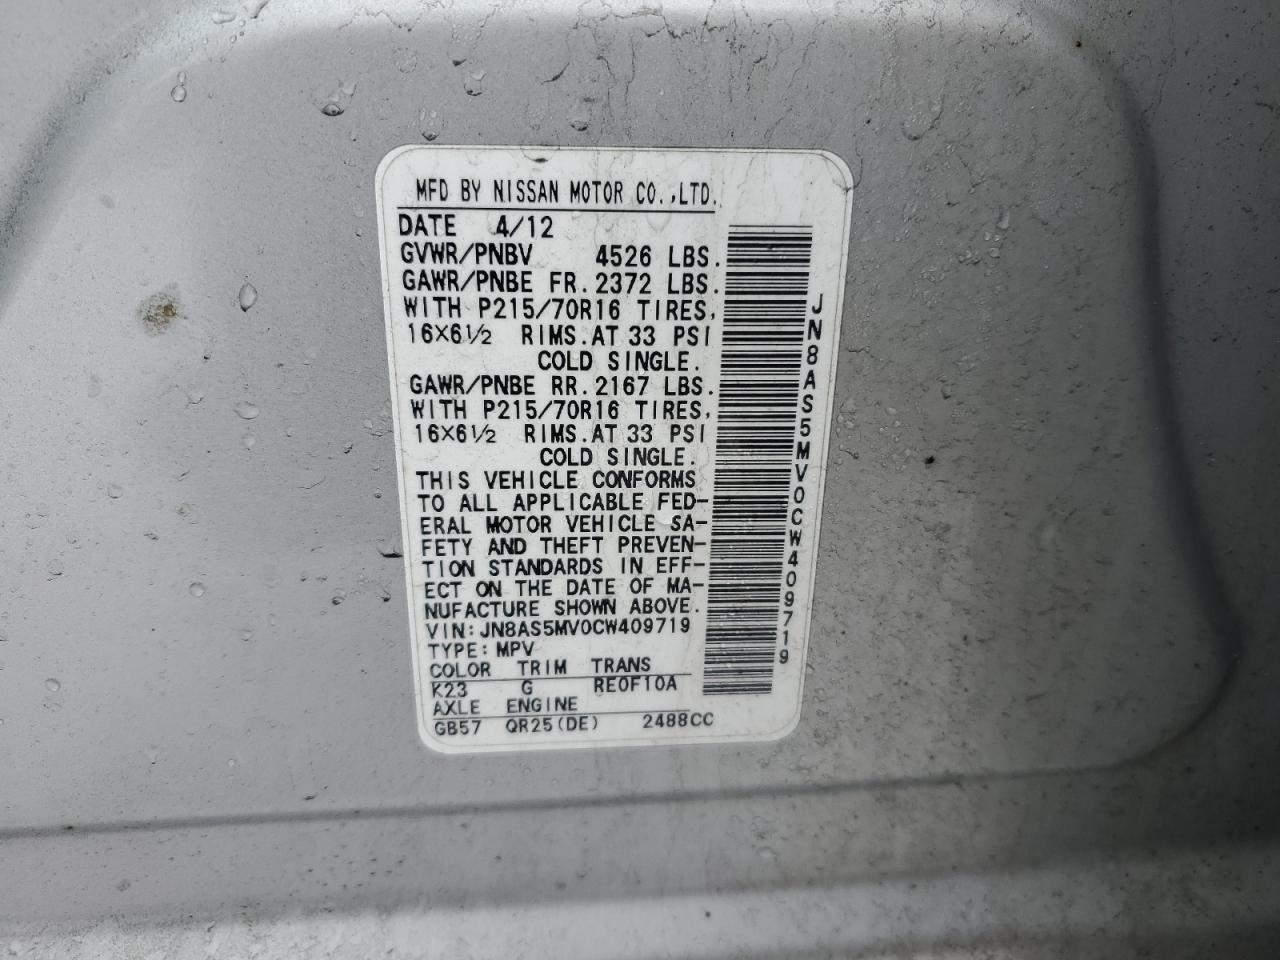 MFD BY NISSAN MOTOR CO.,LTD.
DATE 4/12
GVWR/PNBV 4526 LBS.
GAWR/PNBE FR.2372 LBS.
WITH P215/70R16 TIRES,
16×6½ RIMS.AT 33 PSI
COLD SINGLE.
GAWR/PNBE RR.2167 LBS.
WITH P215/70R16 TIRES,
16×6½ RIMS.AT 33 PSI
COLD SINGLE.
THIS VEHICLE CONFORMS
TO ALL APPLICABLE FED-
ERAL MOTOR VEHICLE SA-
FETY AND THEFT PREVEN-
TION STANDARDS IN EFF-
ECT ON THE DATE OF MA-
NUFACTURE SHOWN ABOVE.
VIN:JN8AS5MV0CW409719
TYPE:MPV
COLOR TRIM TRANS
K23 G RE0F10A
AXLE ENGINE
GB57 QR25(DE) 2488CC
JN8AS5MV0CW409719